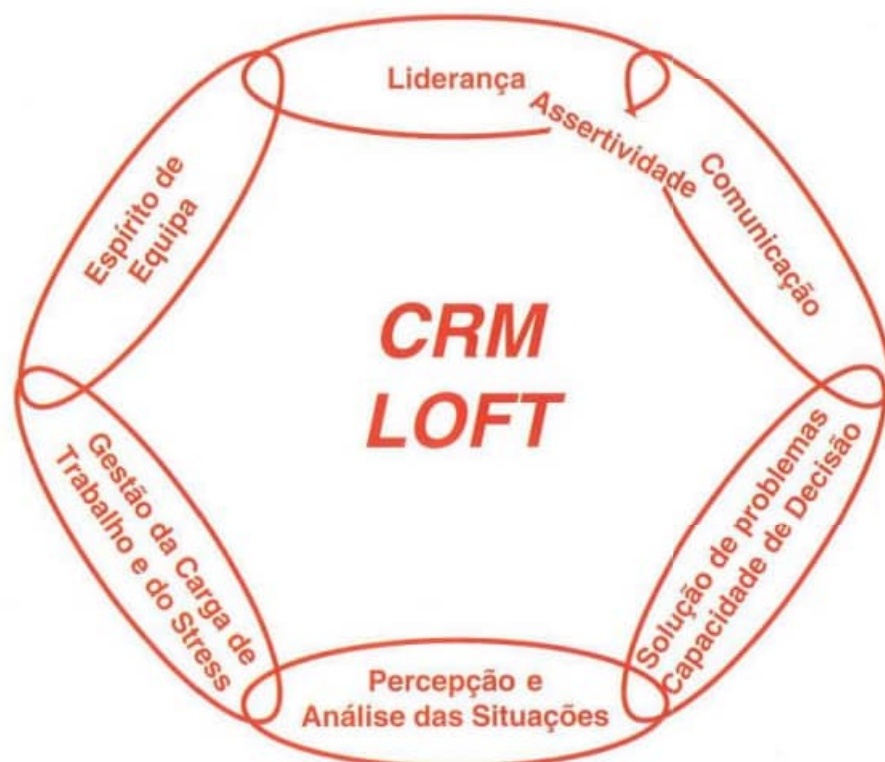 Liderança
Assertividade
Comunicação
Espírito de
Equipa
CRM
LOFT
Gestão da Carga de
Trabalho e do Stress
Solução de problemas
Capacidade de Decisão
Percepção e
Análise das Situações